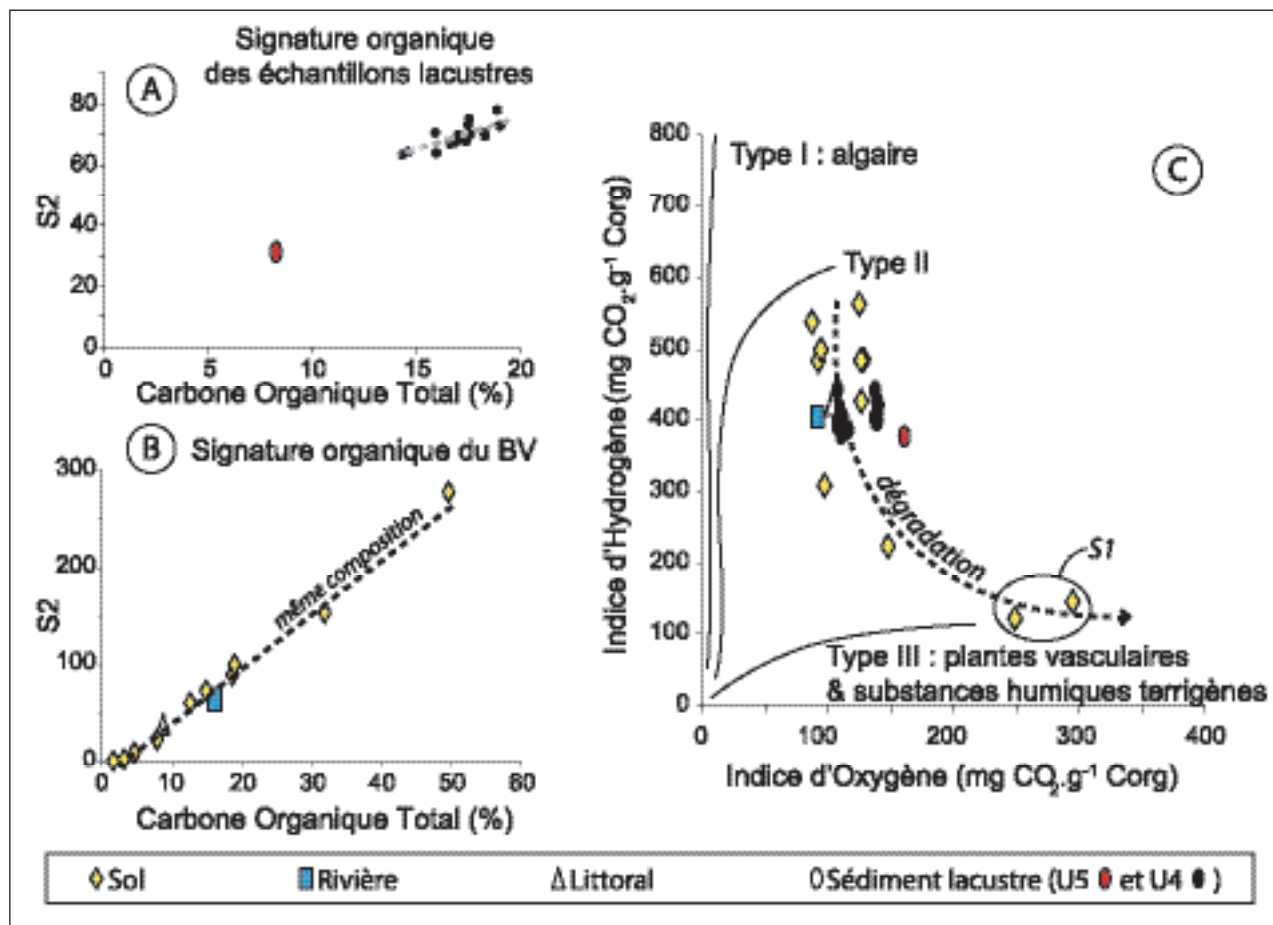 Signature organique
des échantillons lacustres
A
80
60
40
20
0
S2
0 5 10 15 20
Carbone Organique Total (%)
B
Signature organique du BV
300
200
100
0
S2
même composition
0 10 20 30 40 50 60
Carbone Organique Total (%)
C
800
700
600
500
400
300
200
100
0
Indice d'Hydrogène (mg CO2.g-1 Corg)
Type I : algaire
Type II
dégradation
S1
Type III : plantes vasculaires
& substances humiques terrigènes
0 100 200 300 400
Indice d'Oxygène (mg CO2.g-1 Corg)
Sol
Rivière
Littoral
Sédiment lacustre (U5 et U4 )